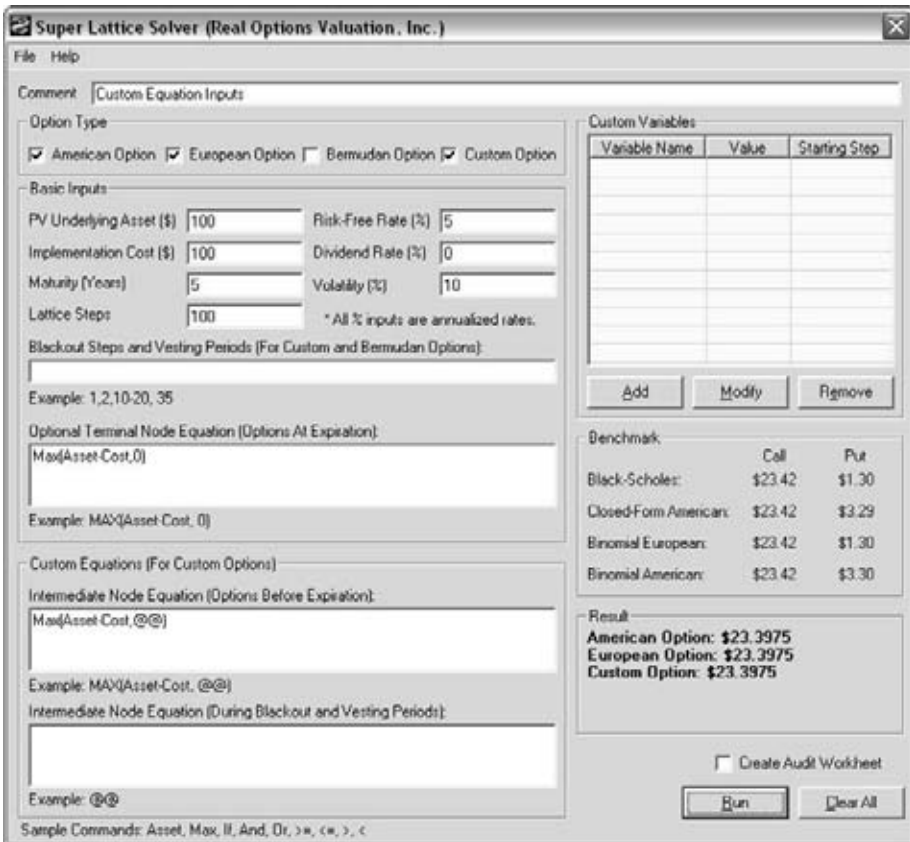 Super Lattice Solver (Real Options Valuation, Inc.)
File Help
Comment Custom Equation Inputs
Option Type
American Option European Option Bermudan Option Custom Option
Basic Inputs
PV Underlying Asset ($) 100 Risk-Free Rate (%) 5
Implementation Cost ($) 100 Dividend Rate (%) 0
Maturity (Years) 5 Volatility (%) 10
Lattice Steps 100 * All % inputs are annualized rates.
Blackout Steps and Vesting Periods (For Custom and Bermudan Options):
Example: 1,2,10-20, 35
Optional Terminal Node Equation (Options At Expiration):
Max(Asset-Cost,0)
Example: MAX(Asset-Cost, 0)
Custom Equations (For Custom Options)
Intermediate Node Equation (Options Before Expiration):
Max(Asset-Cost,@@)
Example: MAX(Asset-Cost, @@)
Intermediate Node Equation (During Blackout and Vesting Periods):
Example: @@
Sample Commands: Asset, Max, If, And, Or, >=, <=, >, <
Custom Variables
Variable Name Value Starting Step
Add Modify Remove
Benchmark
Call Put
Black-Scholes: $23.42 $1.30
Closed-Form American: $23.42 $3.29
Binomial European: $23.42 $1.30
Binomial American: $23.42 $3.30
Result
American Option: $23.3975
European Option: $23.3975
Custom Option: $23.3975
Create Audit Workheet
Run Clear All